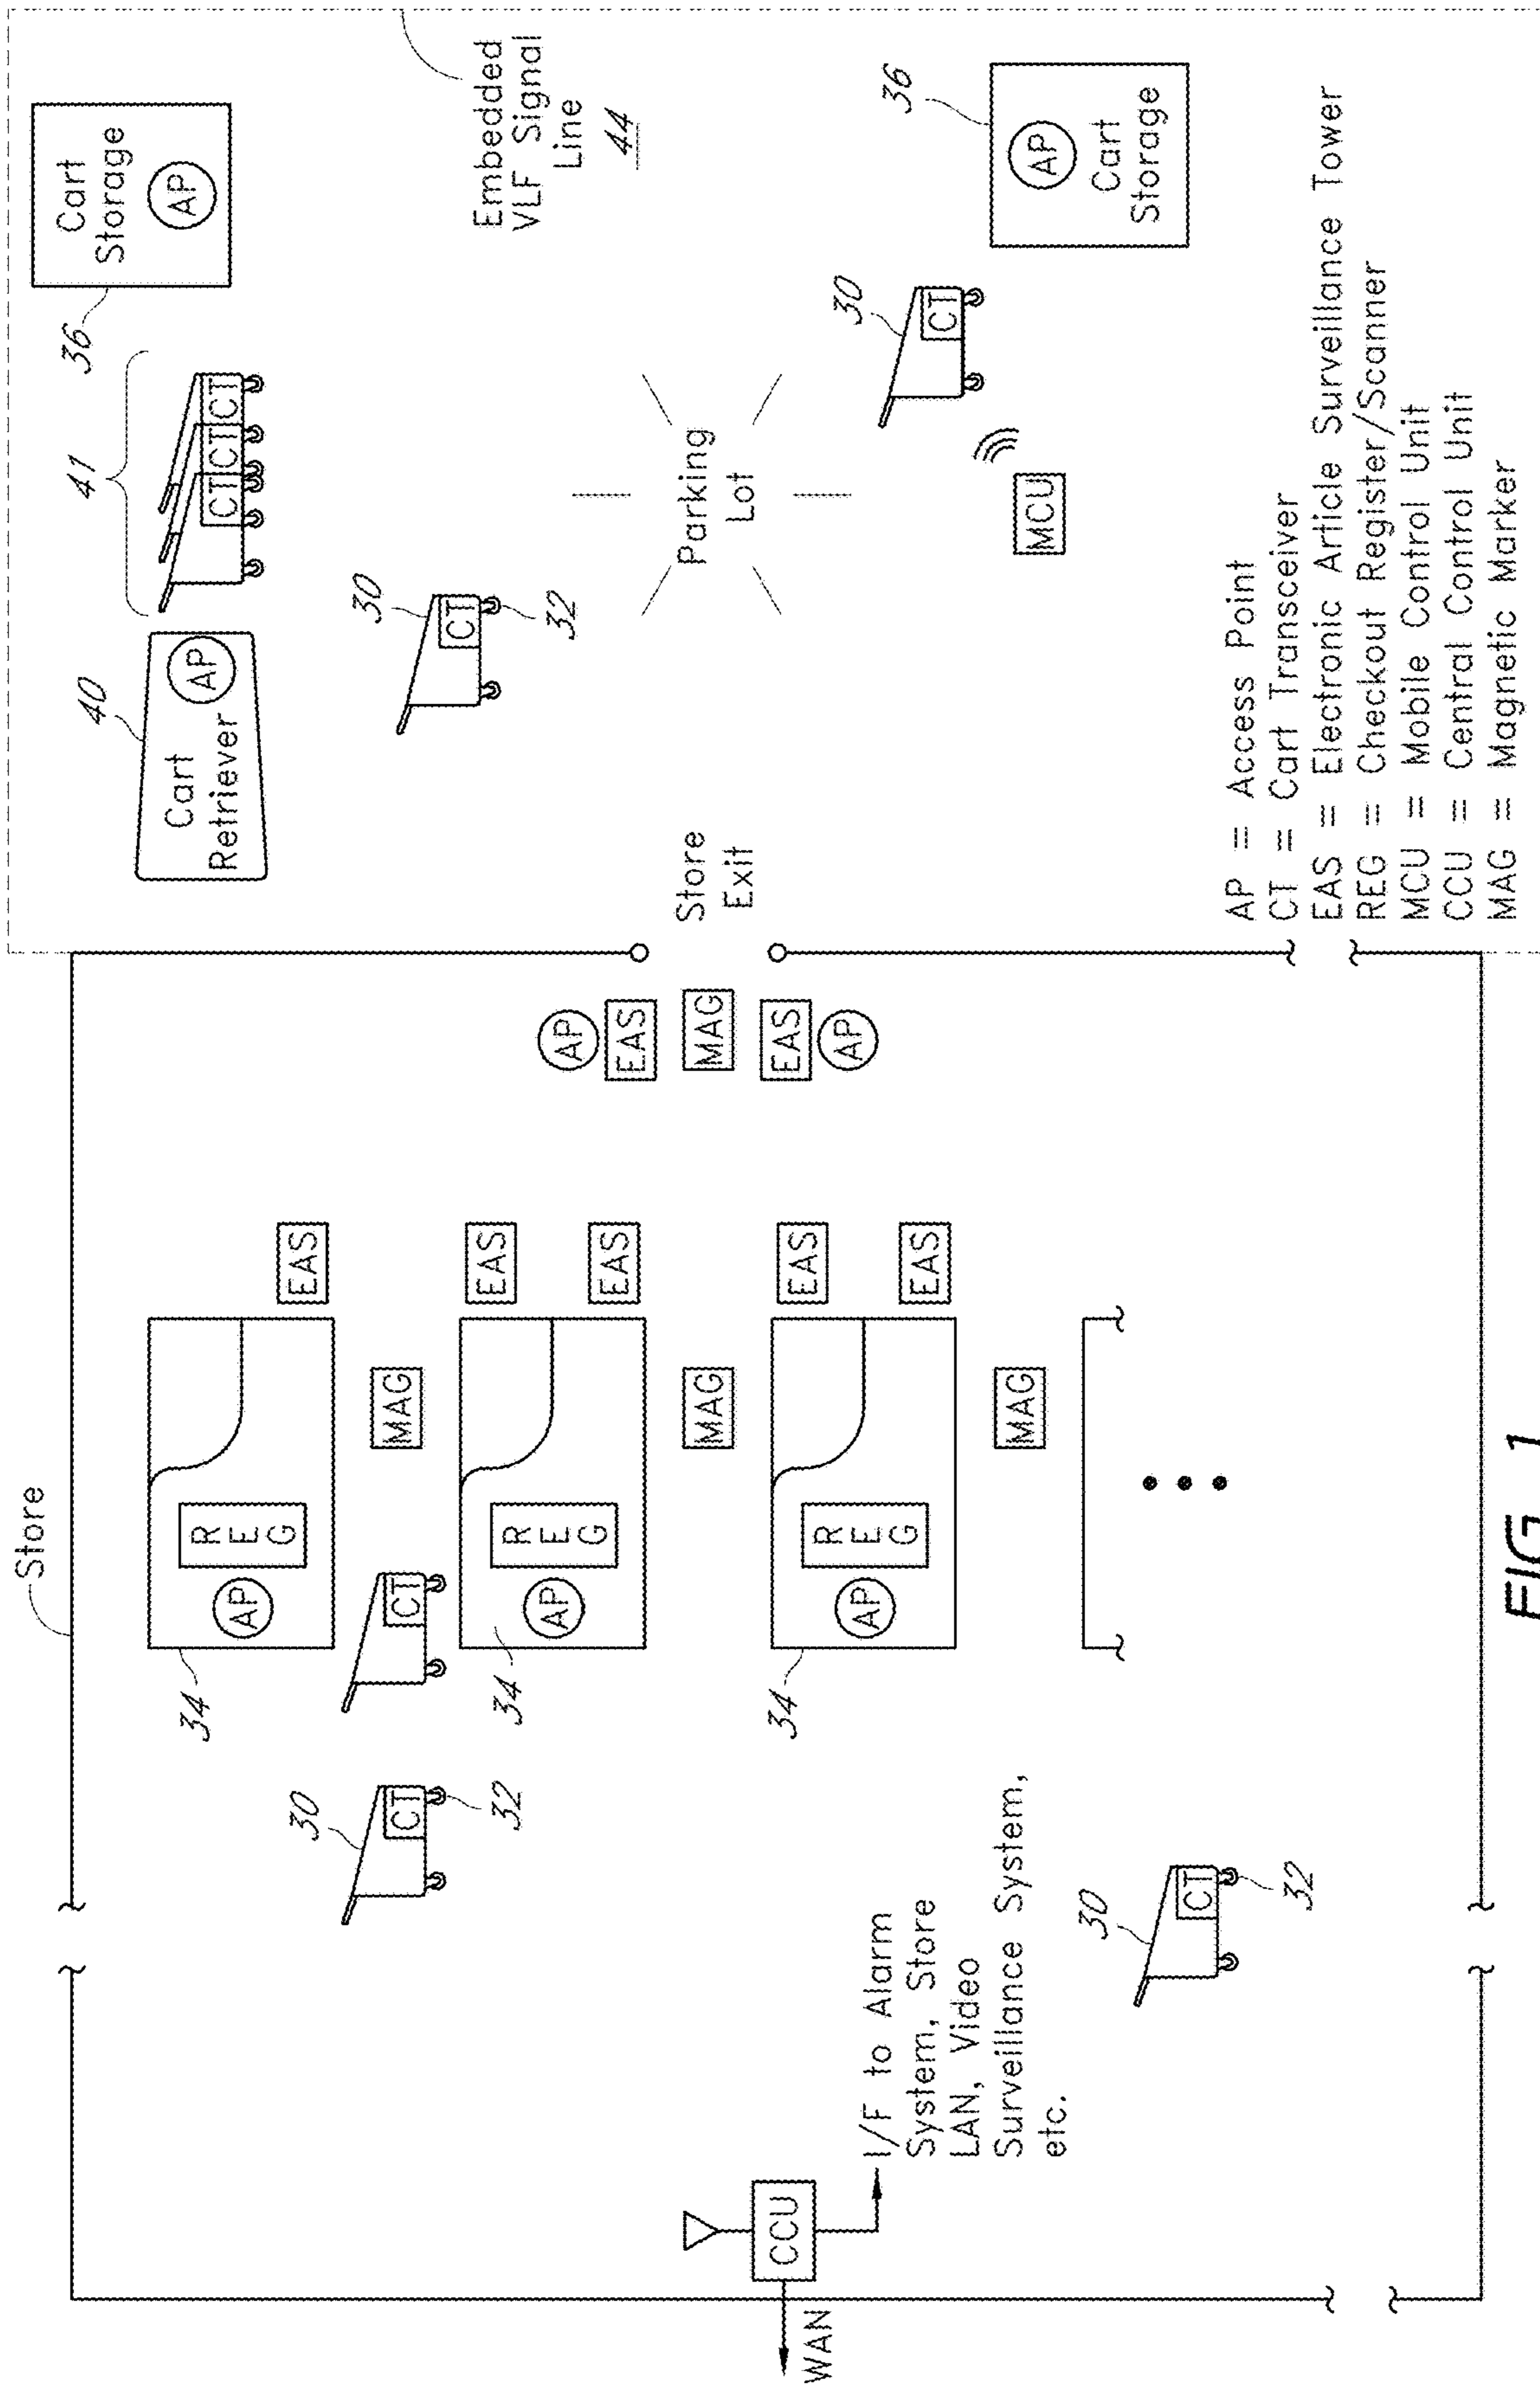 Store
34
REG
AP
EAS
MAG
30
CT
32
CT
34
REG
AP
EAS
EAS
MAG
34
REG
AP
EAS
EAS
MAG
30
CT
32
WAN
CCU
I/F to Alarm
System, Store
LAN, Video
Surveillance System,
etc.
AP
EAS
MAG
EAS
AP
Store
Exit
40
Cart
Retriever
AP
41
CT
CT
CT
36
Cart
Storage
AP
Embedded
VLF Signal
Line
44
30
CT
32
Parking
Lot
MCU
30
CT
36
AP
Cart
Storage
AP = Access Point
CT = Cart Transceiver
EAS = Electronic Article Surveillance Tower
REG = Checkout Register/Scanner
MCU = Mobile Control Unit
CCU = Central Control Unit
MAG = Magnetic Marker
FIG. 1